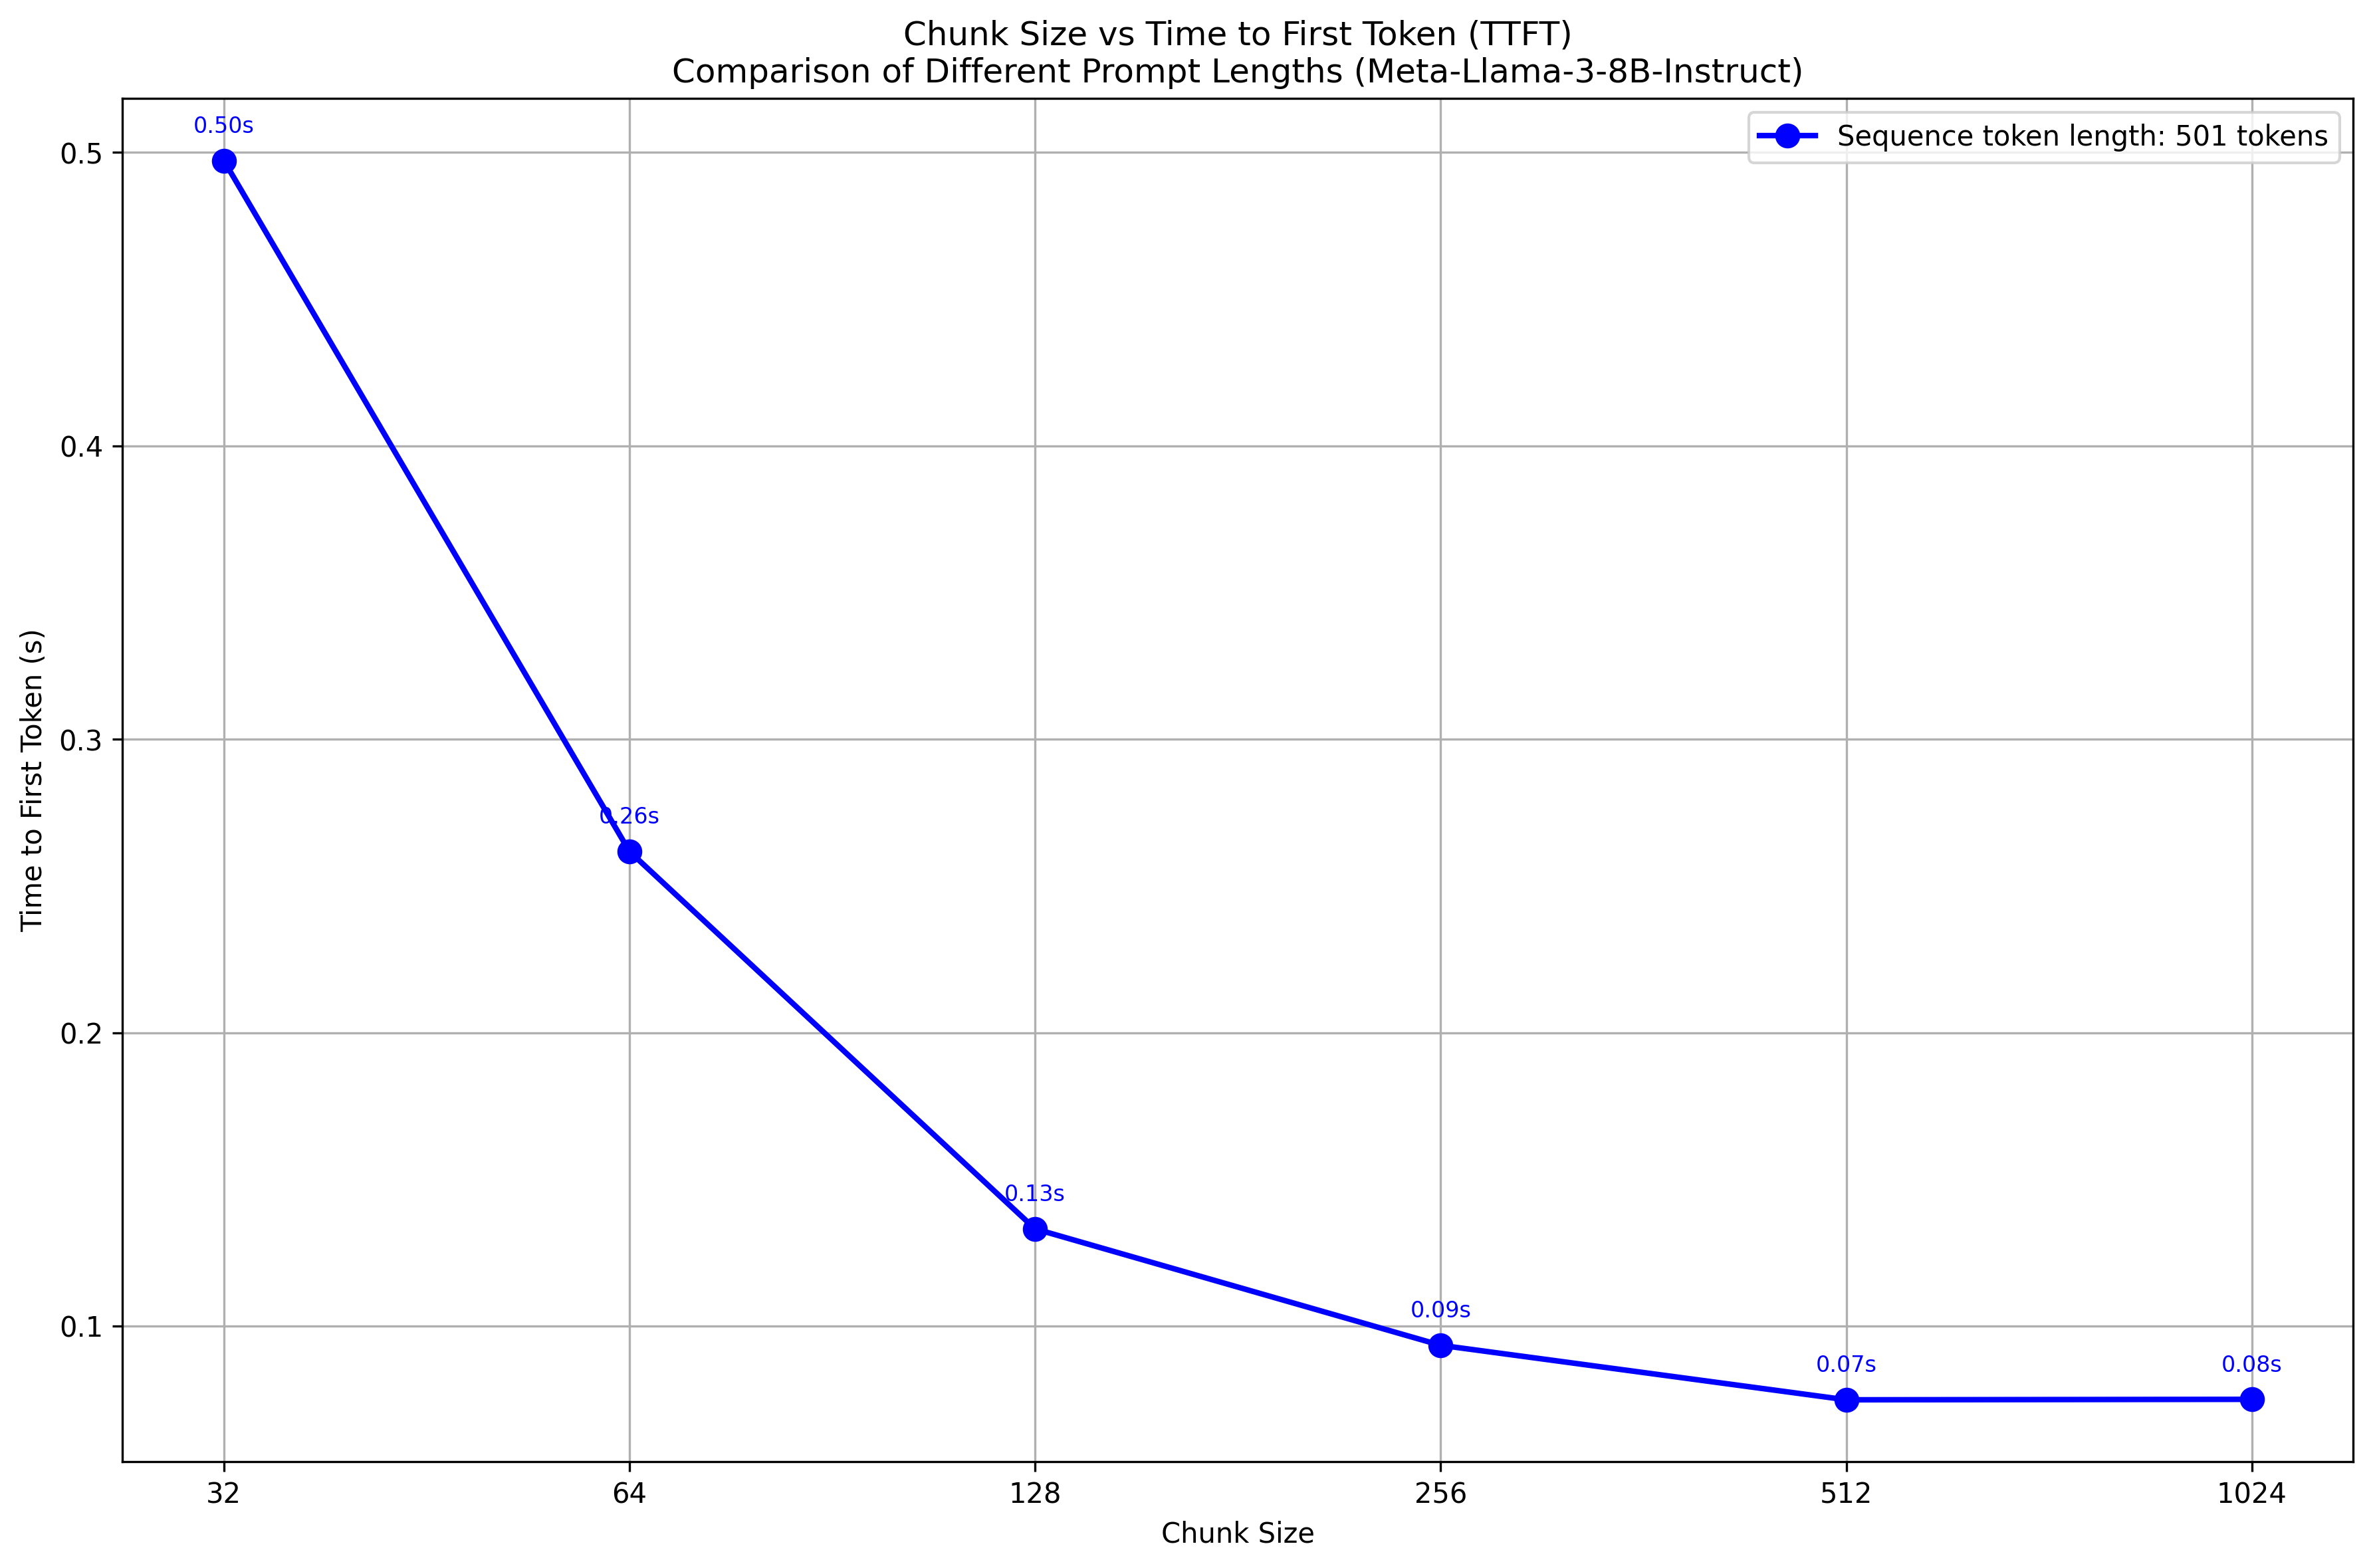 Chunk Size vs Time to First Token (TTFT)
Comparison of Different Prompt Lengths (Meta-Llama-3-8B-Instruct)
Sequence token length: 501 tokens
Time to First Token (s)
0.5
0.4
0.3
0.2
0.1
0.50s
0.26s
0.13s
0.09s
0.07s
0.08s
32
64
128
256
512
1024
Chunk Size